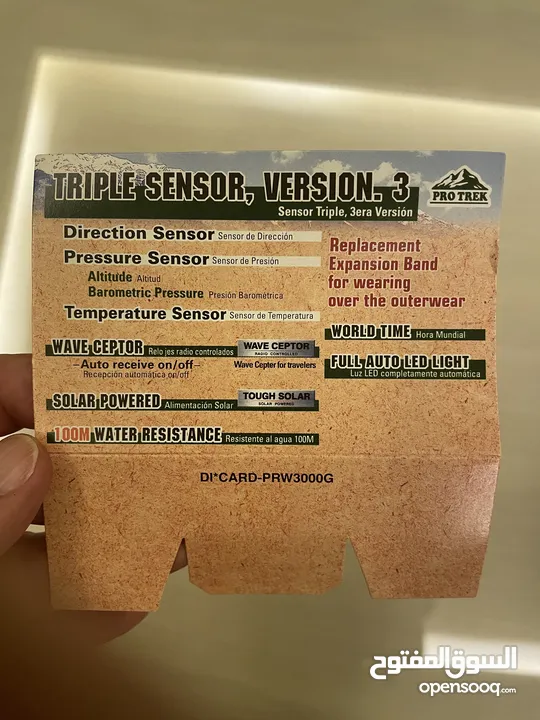 TRIPLE SENSOR, VERSION. 3
Sensor Triple, 3era Versión
PRO TREK
Direction Sensor Sensor de Dirección
Pressure Sensor Sensor de Presión
Altitude Altitud
Barometric Pressure Presión Barométrica
Temperature Sensor Sensor de Temperatura
Replacement
Expansion Band
for wearing
over the outerwear
WAVE CEPTOR Relo jes radio controlados WAVE CEPTOR
RADIO CONTROLLED
Auto receive on/off
Recepción automática on/off
Wave Cepter for travelers
WORLD TIME Hora Mundial
FULL AUTO LED LIGHT
Luz LED completamente automática
SOLAR POWERED Alimentación Solar TOUGH SOLAR
SOLAR POWERED
100M WATER RESISTANCE Resistente al agua 100M
DI*CARD-PRW3000G
السوق المفتوح
opensooq.com